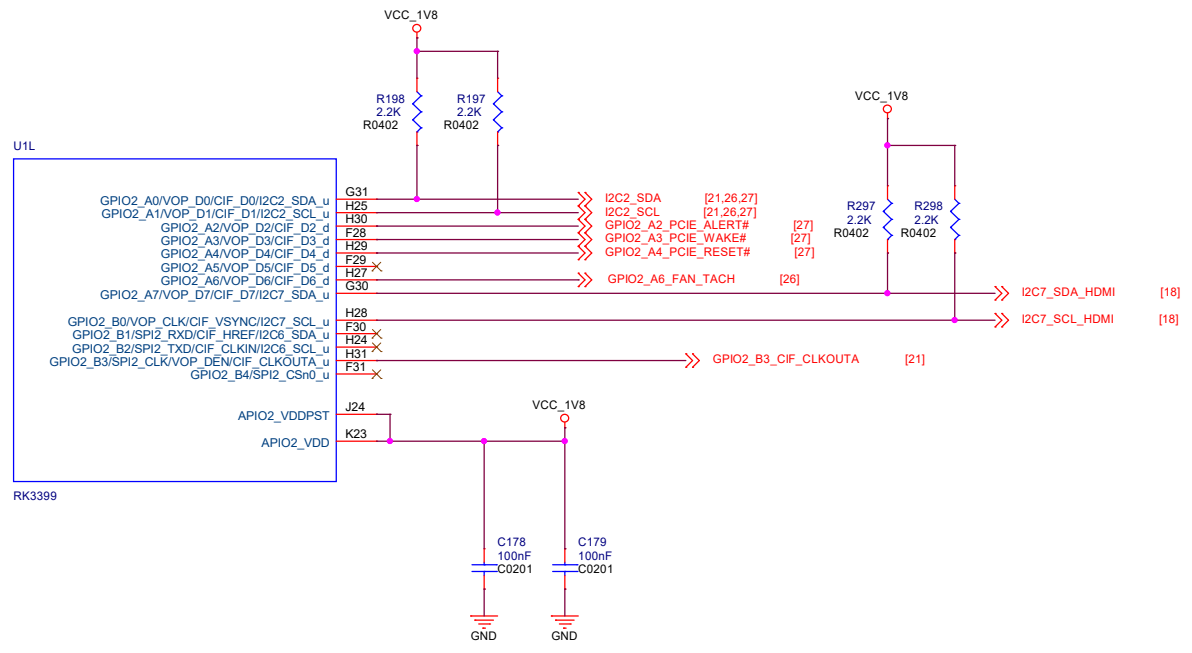 VCC_1V8
R198
2.2K
R0402
R197
2.2K
R0402
VCC_1V8
R297
2.2K
R0402
R298
2.2K
R0402
U1L
GPIO2_A0/VOP_D0/CIF_D0/I2C2_SDA_u G31 I2C2_SDA [21,26,27]
GPIO2_A1/VOP_D1/CIF_D1/I2C2_SCL_u H25 I2C2_SCL [21,26,27]
GPIO2_A2/VOP_D2/CIF_D2_d H30 GPIO2_A2_PCIE_ALERT# [27]
GPIO2_A3/VOP_D3/CIF_D3_d F28 GPIO2_A3_PCIE_WAKE# [27]
GPIO2_A4/VOP_D4/CIF_D4_d H29 GPIO2_A4_PCIE_RESET# [27]
GPIO2_A5/VOP_D5/CIF_D5_d F29
GPIO2_A6/VOP_D6/CIF_D6_d H27 GPIO2_A6_FAN_TACH [26]
GPIO2_A7/VOP_D7/CIF_D7/I2C7_SDA_u G30 I2C7_SDA_HDMI [18]
GPIO2_B0/VOP_CLK/CIF_VSYNC/I2C7_SCL_u H28 I2C7_SCL_HDMI [18]
GPIO2_B1/SPI2_RXD/CIF_HREF/I2C6_SDA_u F30
GPIO2_B2/SPI2_TXD/CIF_CLKIN/I2C6_SCL_u H24
GPIO2_B3/SPI2_CLK/VOP_DEN/CIF_CLKOUTA_u H31 GPIO2_B3_CIF_CLKOUTA [21]
GPIO2_B4/SPI2_CSn0_u F31
APIO2_VDDPST J24
APIO2_VDD K23
VCC_1V8
RK3399
C178
100nF
C0201
C179
100nF
C0201
GND
GND